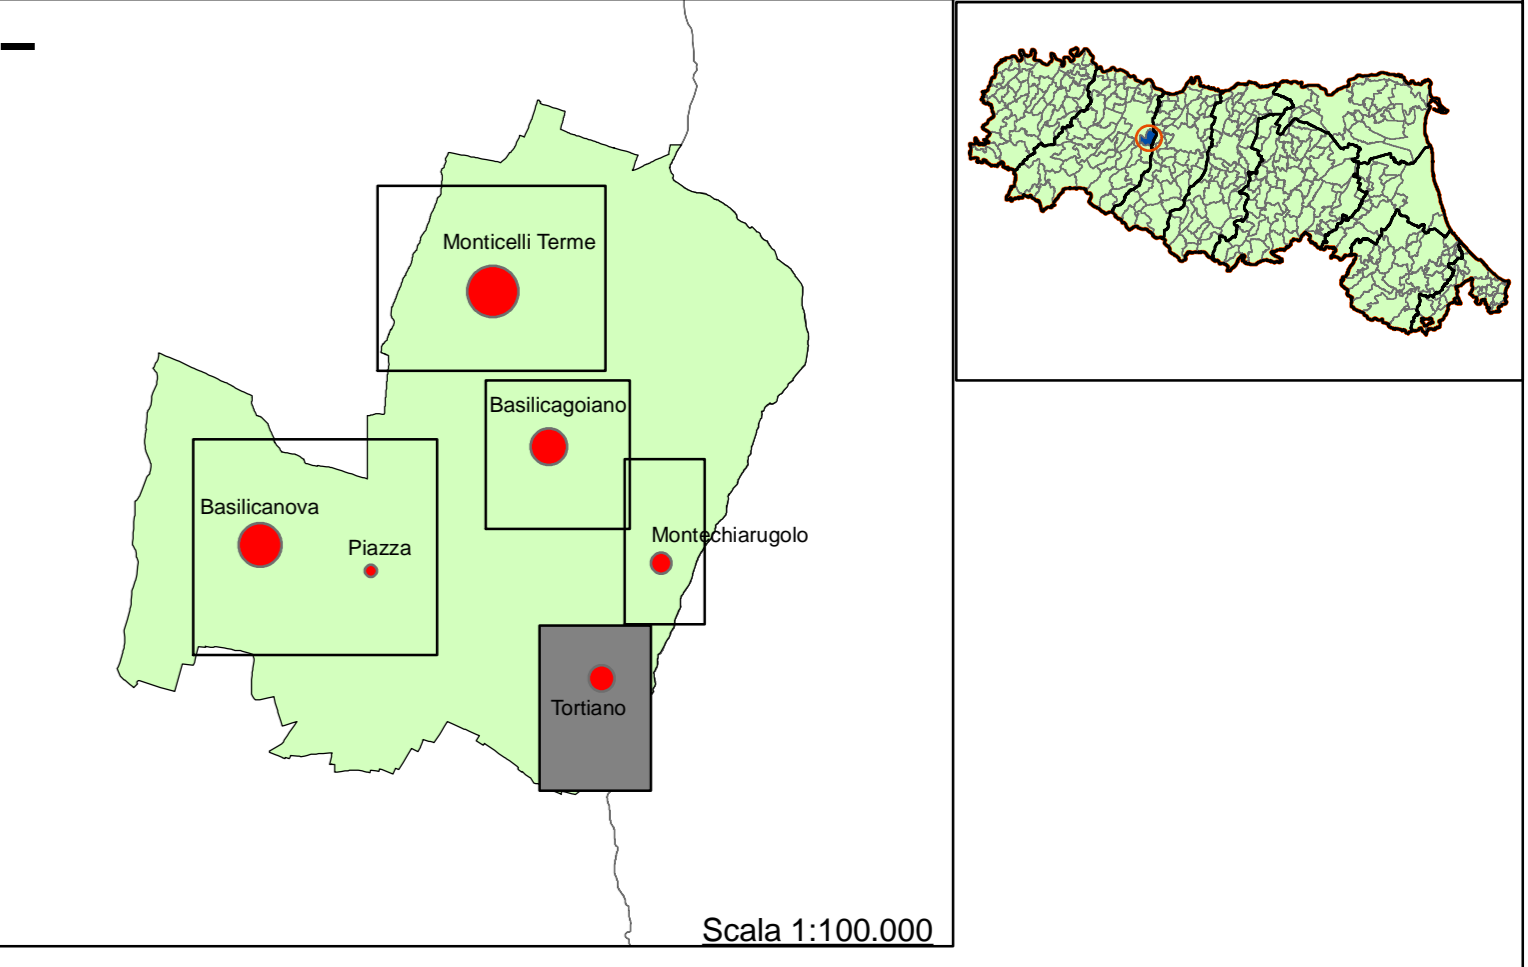 Monticelli Terme
Basilicagoiano
Basilicanova
Montechiarugolo
Piazza
Tortiano
Scala 1:100.000